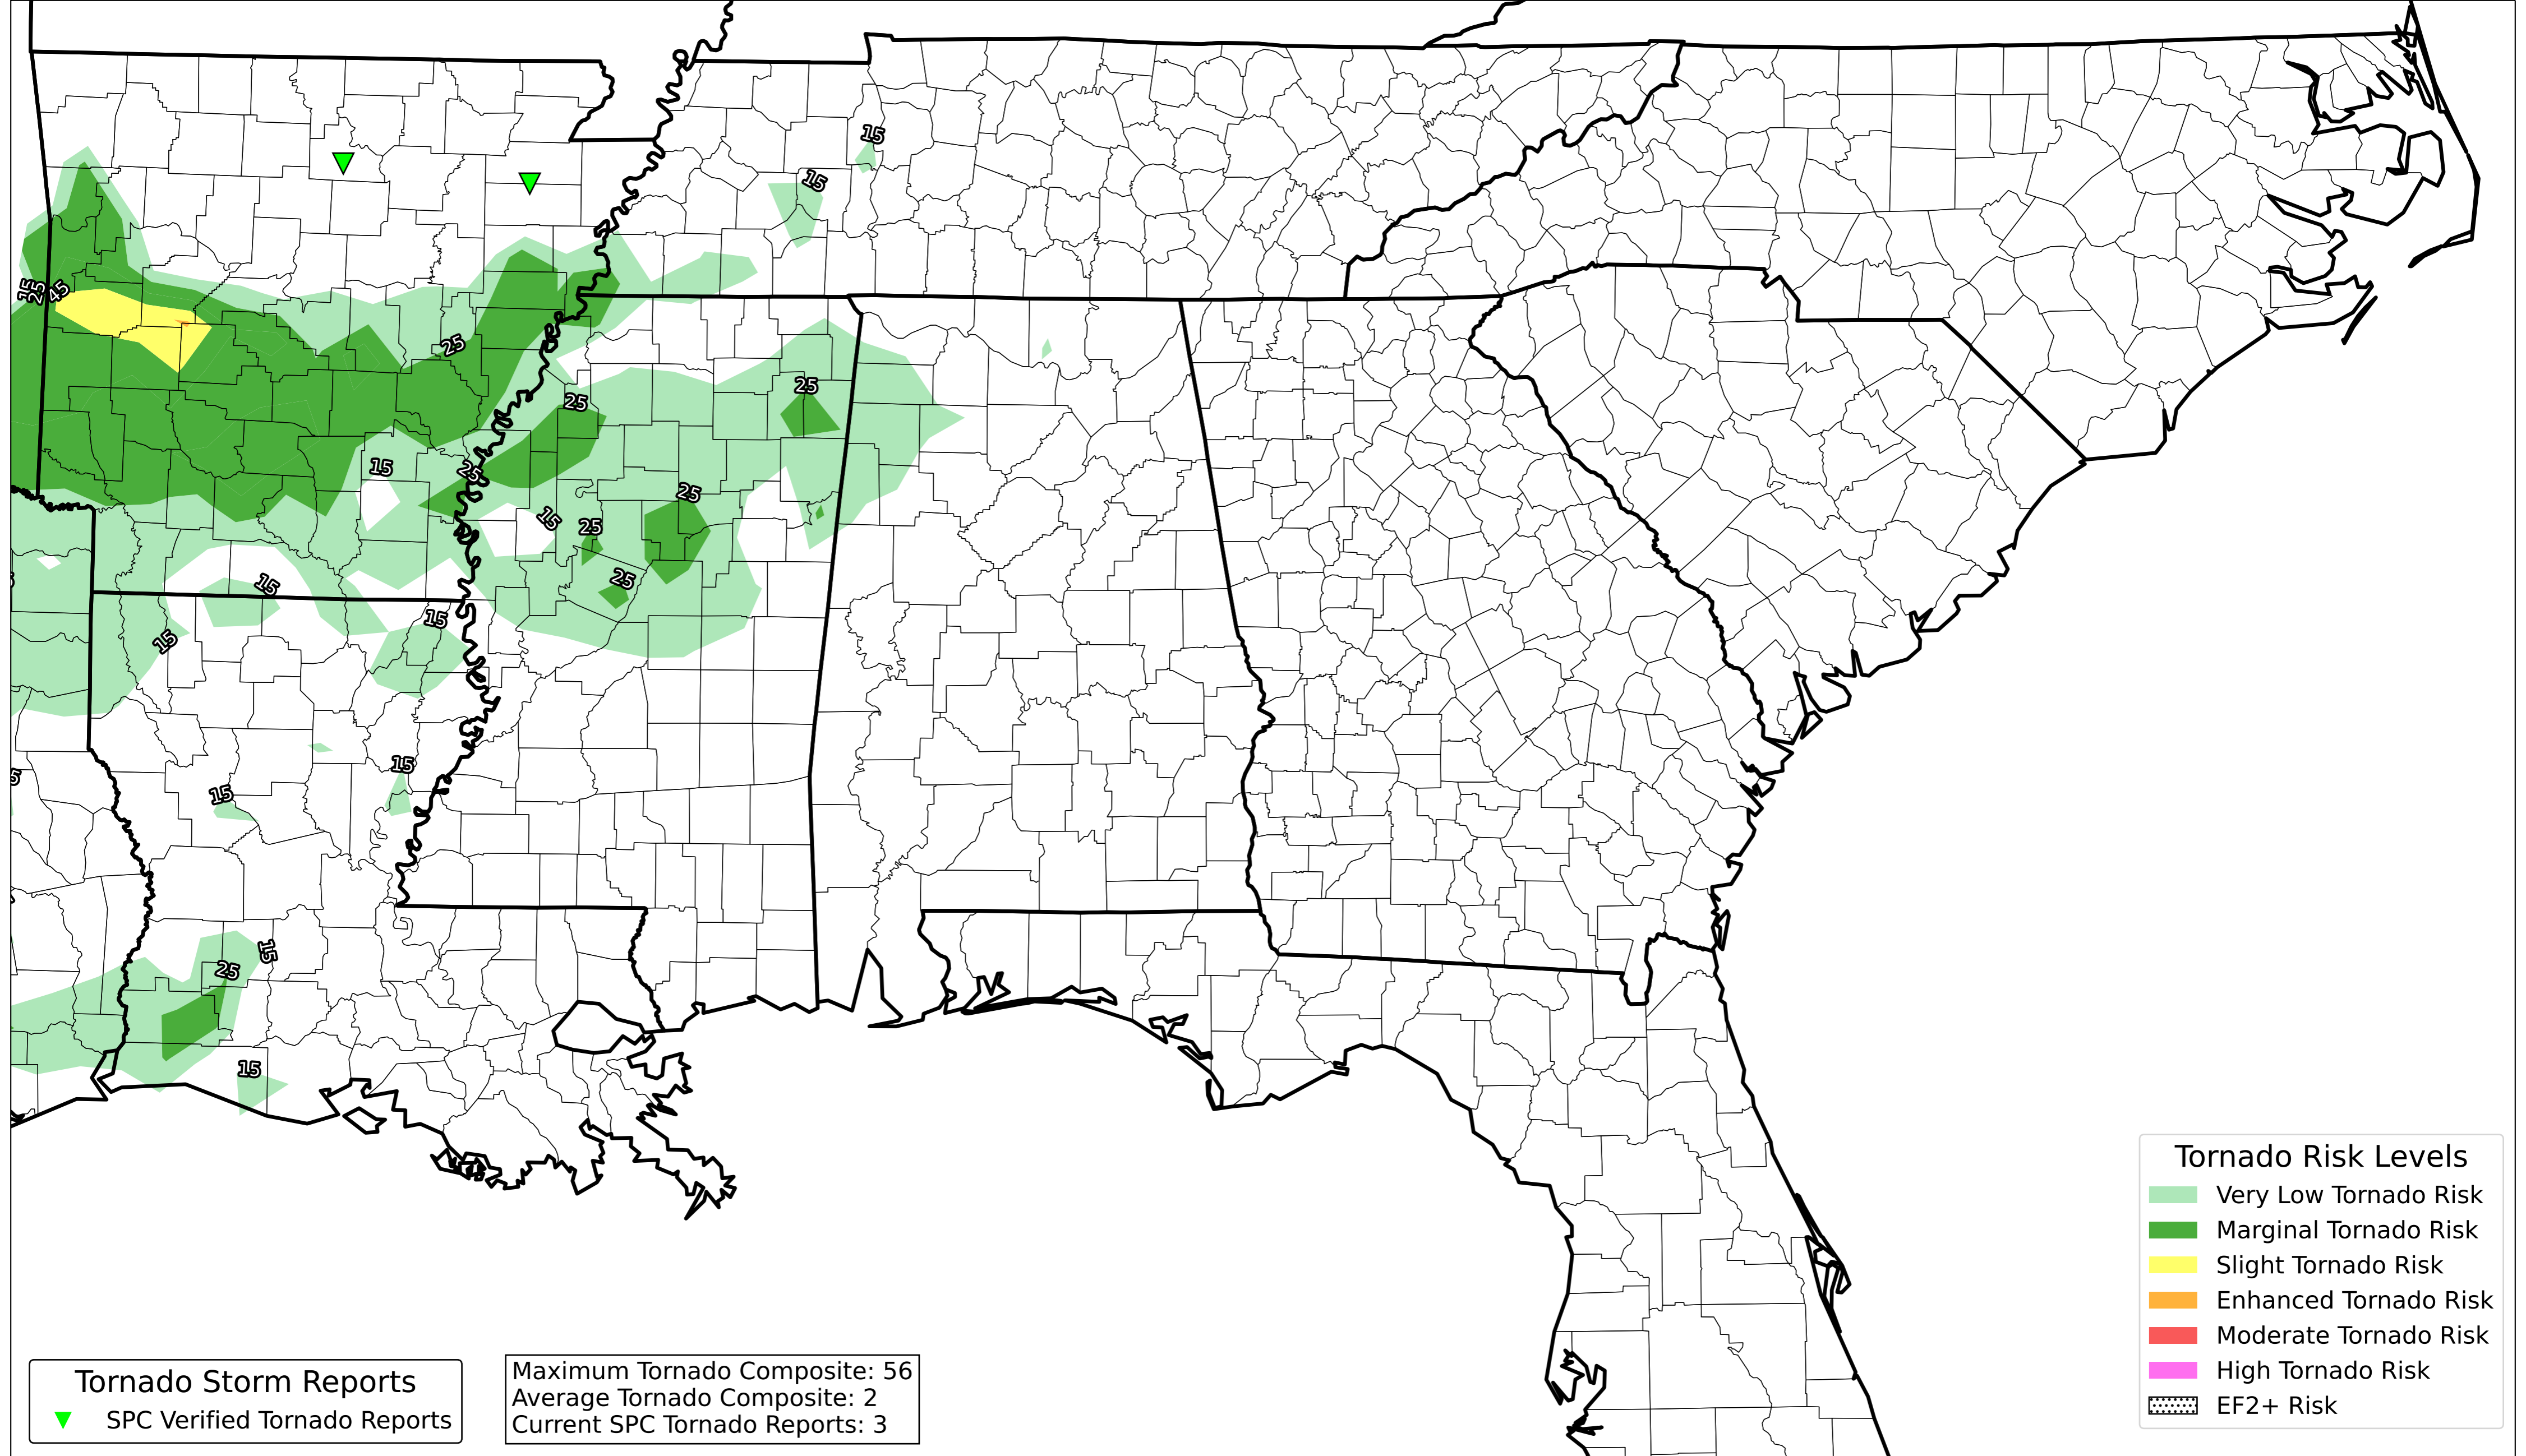 15
15
15
25
45
25
25
25
15
25
25
15
25
15
25
15
15
15
15
15
15
25
15
Tornado Storm Reports
SPC Verified Tornado Reports
Maximum Tornado Composite: 56
Average Tornado Composite: 2
Current SPC Tornado Reports: 3
Tornado Risk Levels
Very Low Tornado Risk
Marginal Tornado Risk
Slight Tornado Risk
Enhanced Tornado Risk
Moderate Tornado Risk
High Tornado Risk
EF2+ Risk